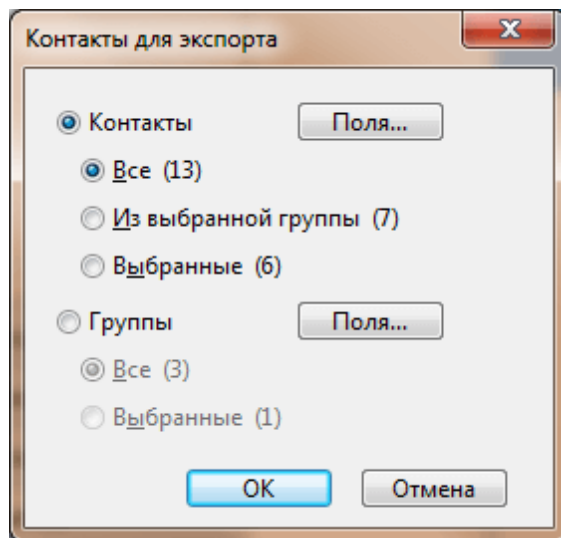 Контакты для экспорта
Контакты Поля...
Все (13)
Из выбранной группы (7)
Выбранные (6)
Группы Поля...
Все (3)
Выбранные (1)
OK Отмена